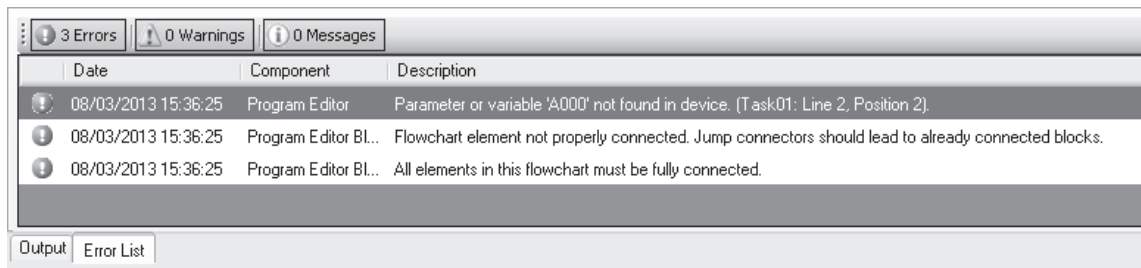 3 Errors 0 Warnings 0 Messages
Date Component Description
08/03/2013 15:36:25 Program Editor Parameter or variable 'A000' not found in device. (Task01: Line 2, Position 2).
08/03/2013 15:36:25 Program Editor Bl... Flowchart element not properly connected. Jump connectors should lead to already connected blocks.
08/03/2013 15:36:25 Program Editor Bl... All elements in this flowchart must be fully connected.
Output Error List